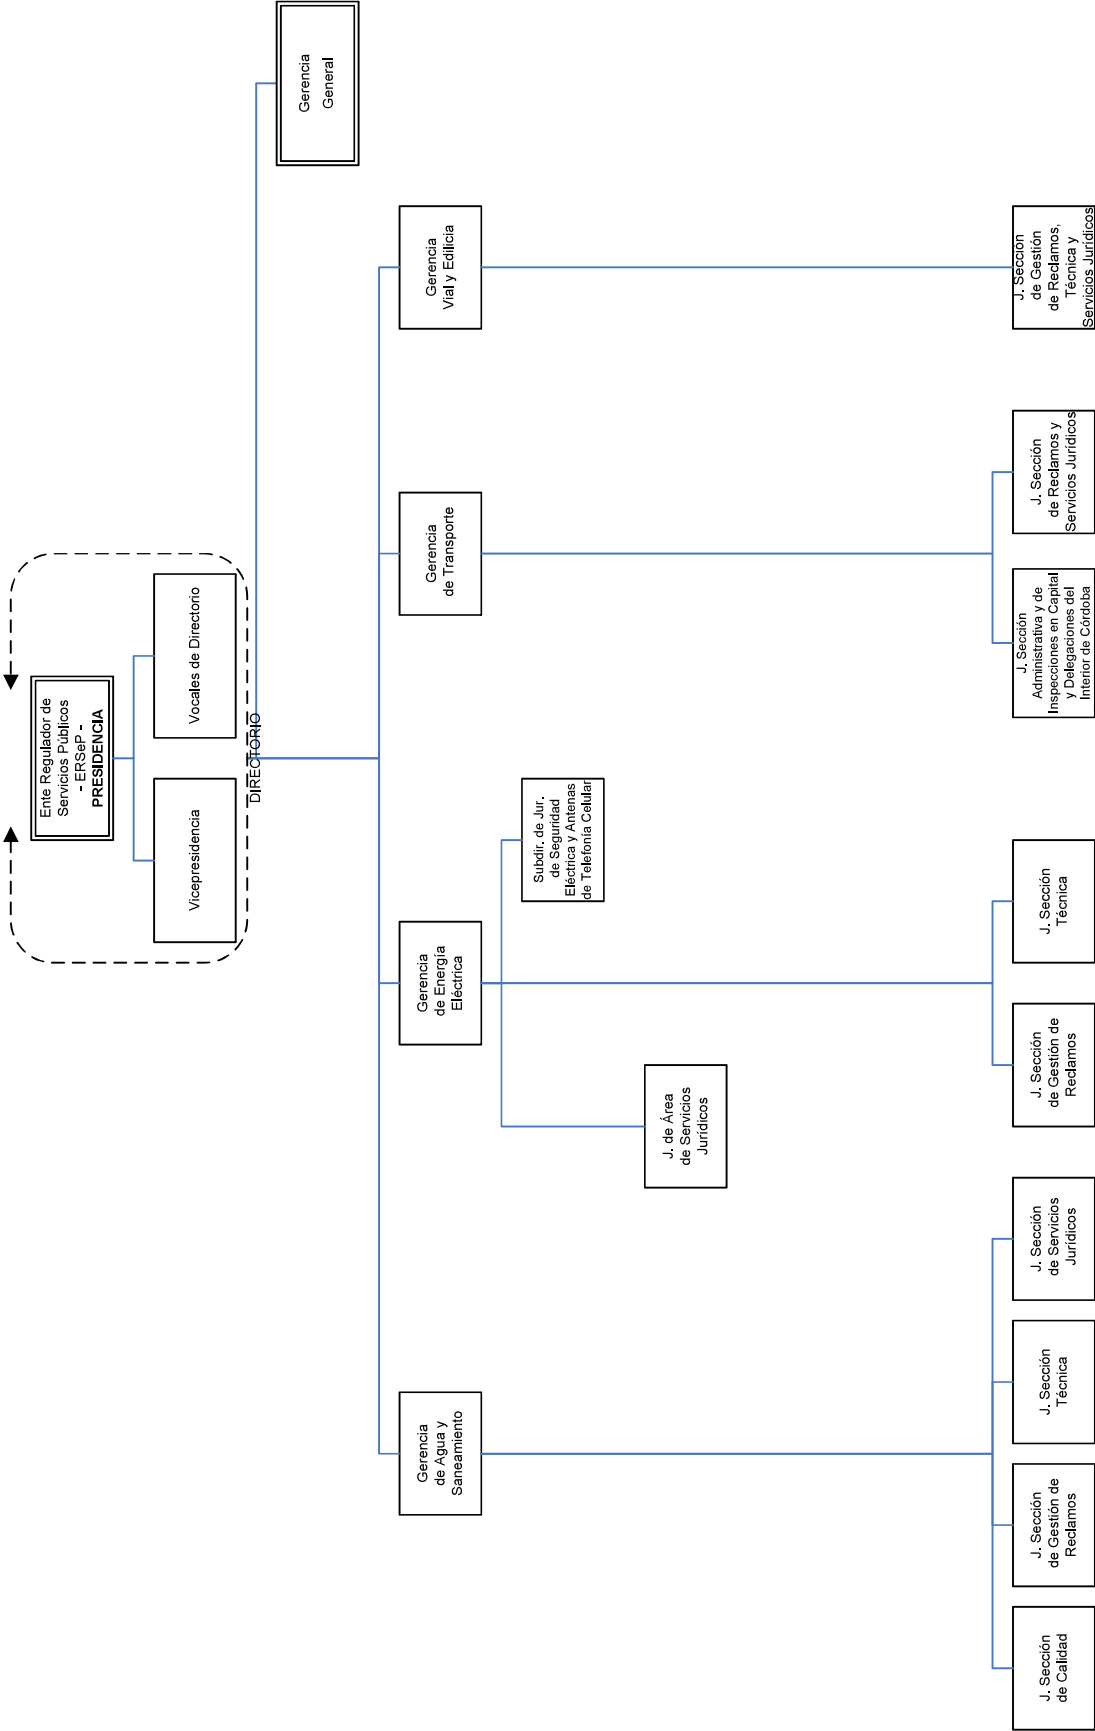 Ente Regulador de
Servicios Públicos
- ERSeP -
PRESIDENCIA
Vicepresidencia
Vocales de Directorio
DIRECTORIO
Gerencia
General
Gerencia
de Agua y
Saneamiento
Gerencia
de Energía
Eléctrica
Gerencia
de Transporte
Gerencia
Vial y Edilicia
Subdir. de Jur.
de Seguridad
Eléctrica y Antenas
de Telefonía Celular
J. de Área
de Servicios
Jurídicos
J. Sección
de Calidad
J. Sección
de Gestión de
Reclamos
J. Sección
Técnica
J. Sección
de Servicios
Jurídicos
J. Sección
de Gestión de
Reclamos
J. Sección
Técnica
J. Sección
Administrativa y de
Inspecciones en Capital
y Delegaciones del
Interior de Córdoba
J. Sección
de Reclamos y
Servicios Jurídicos
J. Sección
de Gestión
de Reclamos,
Técnica y
Servicios Jurídicos